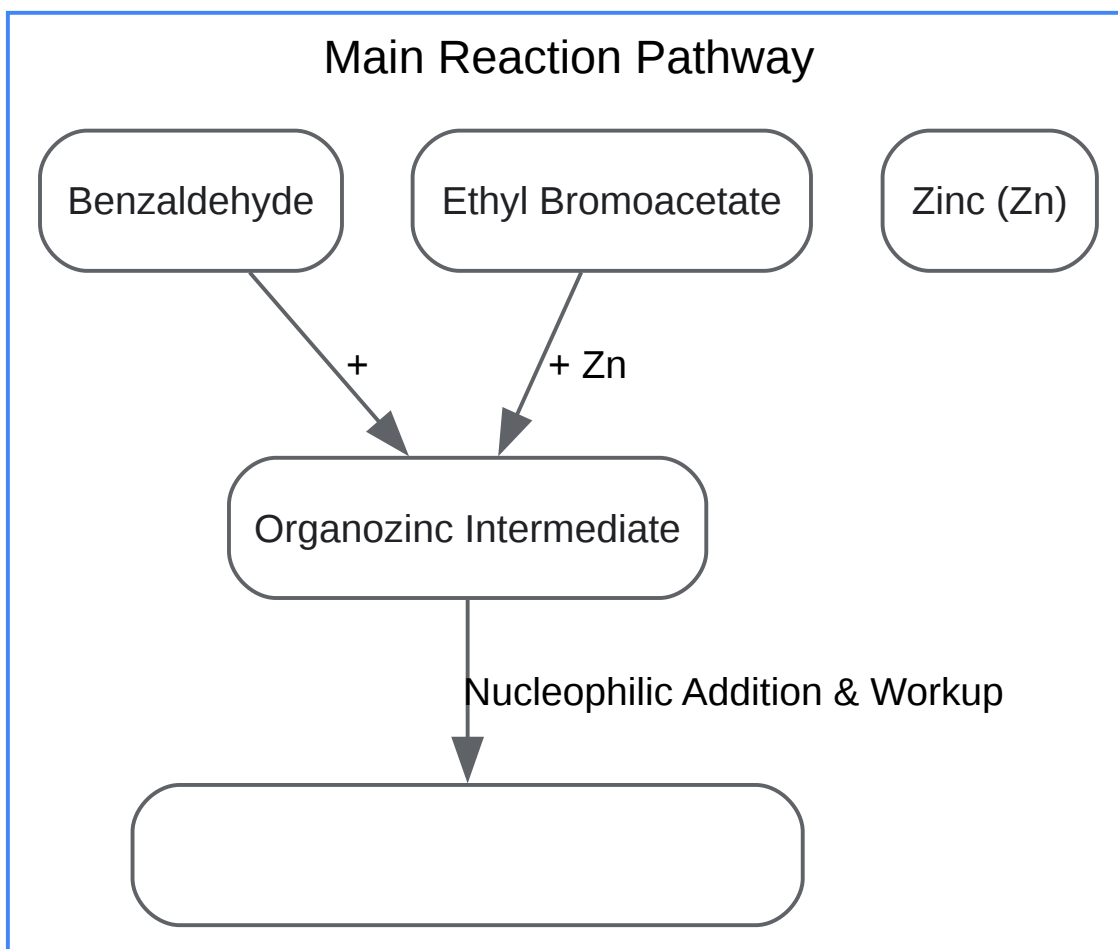 Main Reaction Pathway
Benzaldehyde
Ethyl Bromoacetate
Zinc (Zn)
+
+ Zn
Organozinc Intermediate
Nucleophilic Addition & Workup